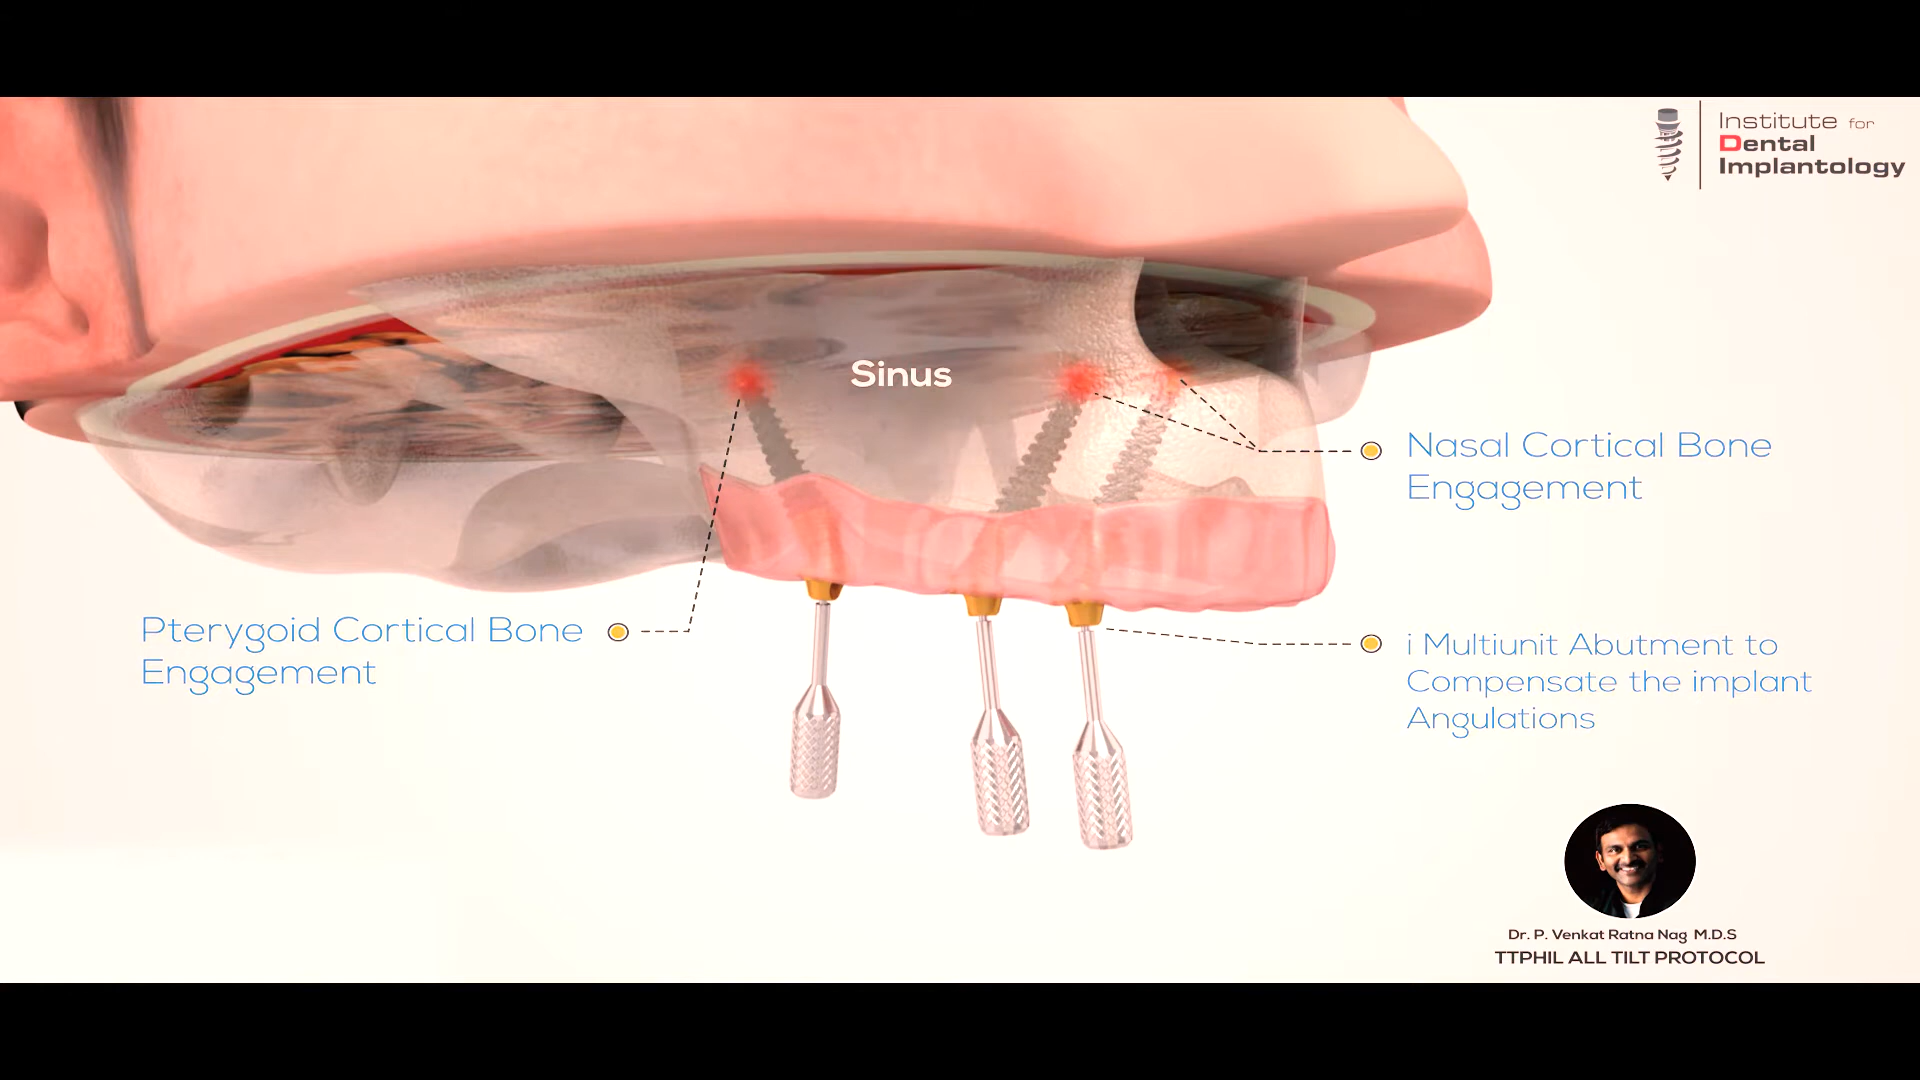 Institute for
Dental
Implantology
Sinus
Nasal Cortical Bone
Engagement
Pterygoid Cortical Bone
Engagement
i Multiunit Abutment to
Compensate the implant
Angulations
Dr. P. Venkat Ratna Nag M.D.S
TTPHIL ALL TILT PROTOCOL